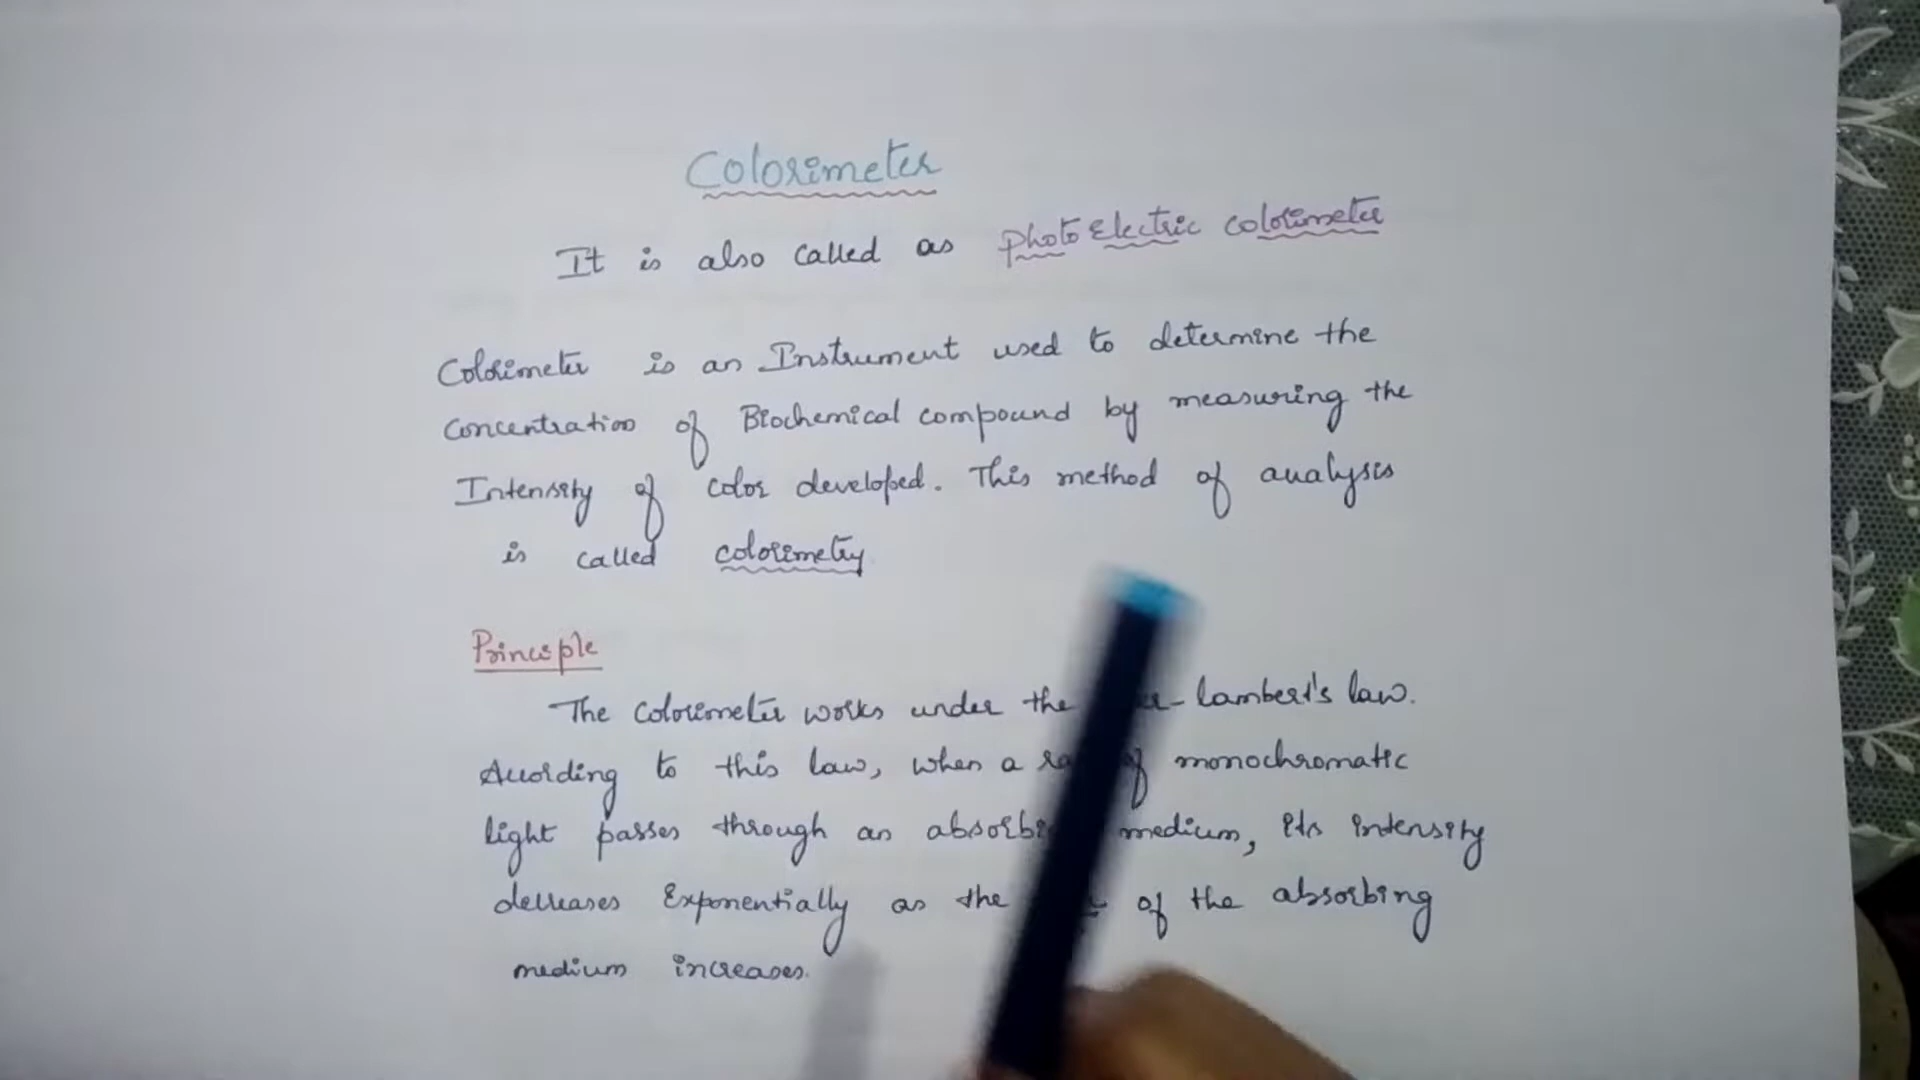 Colorimeter
It is also called as photo Electric colorimeter
Colorimeter is an Instrument used to determine the
concentration of Biochemical compound by measuring the
Intensity of color developed. This method of analysis
is called colorimetry
Principle
The colorimeter works under the lambert's law.
According to this law, when a of monochromatic
light passes through an medium, its intensity
decreases Exponentially as the of the absorbing
medium increases.